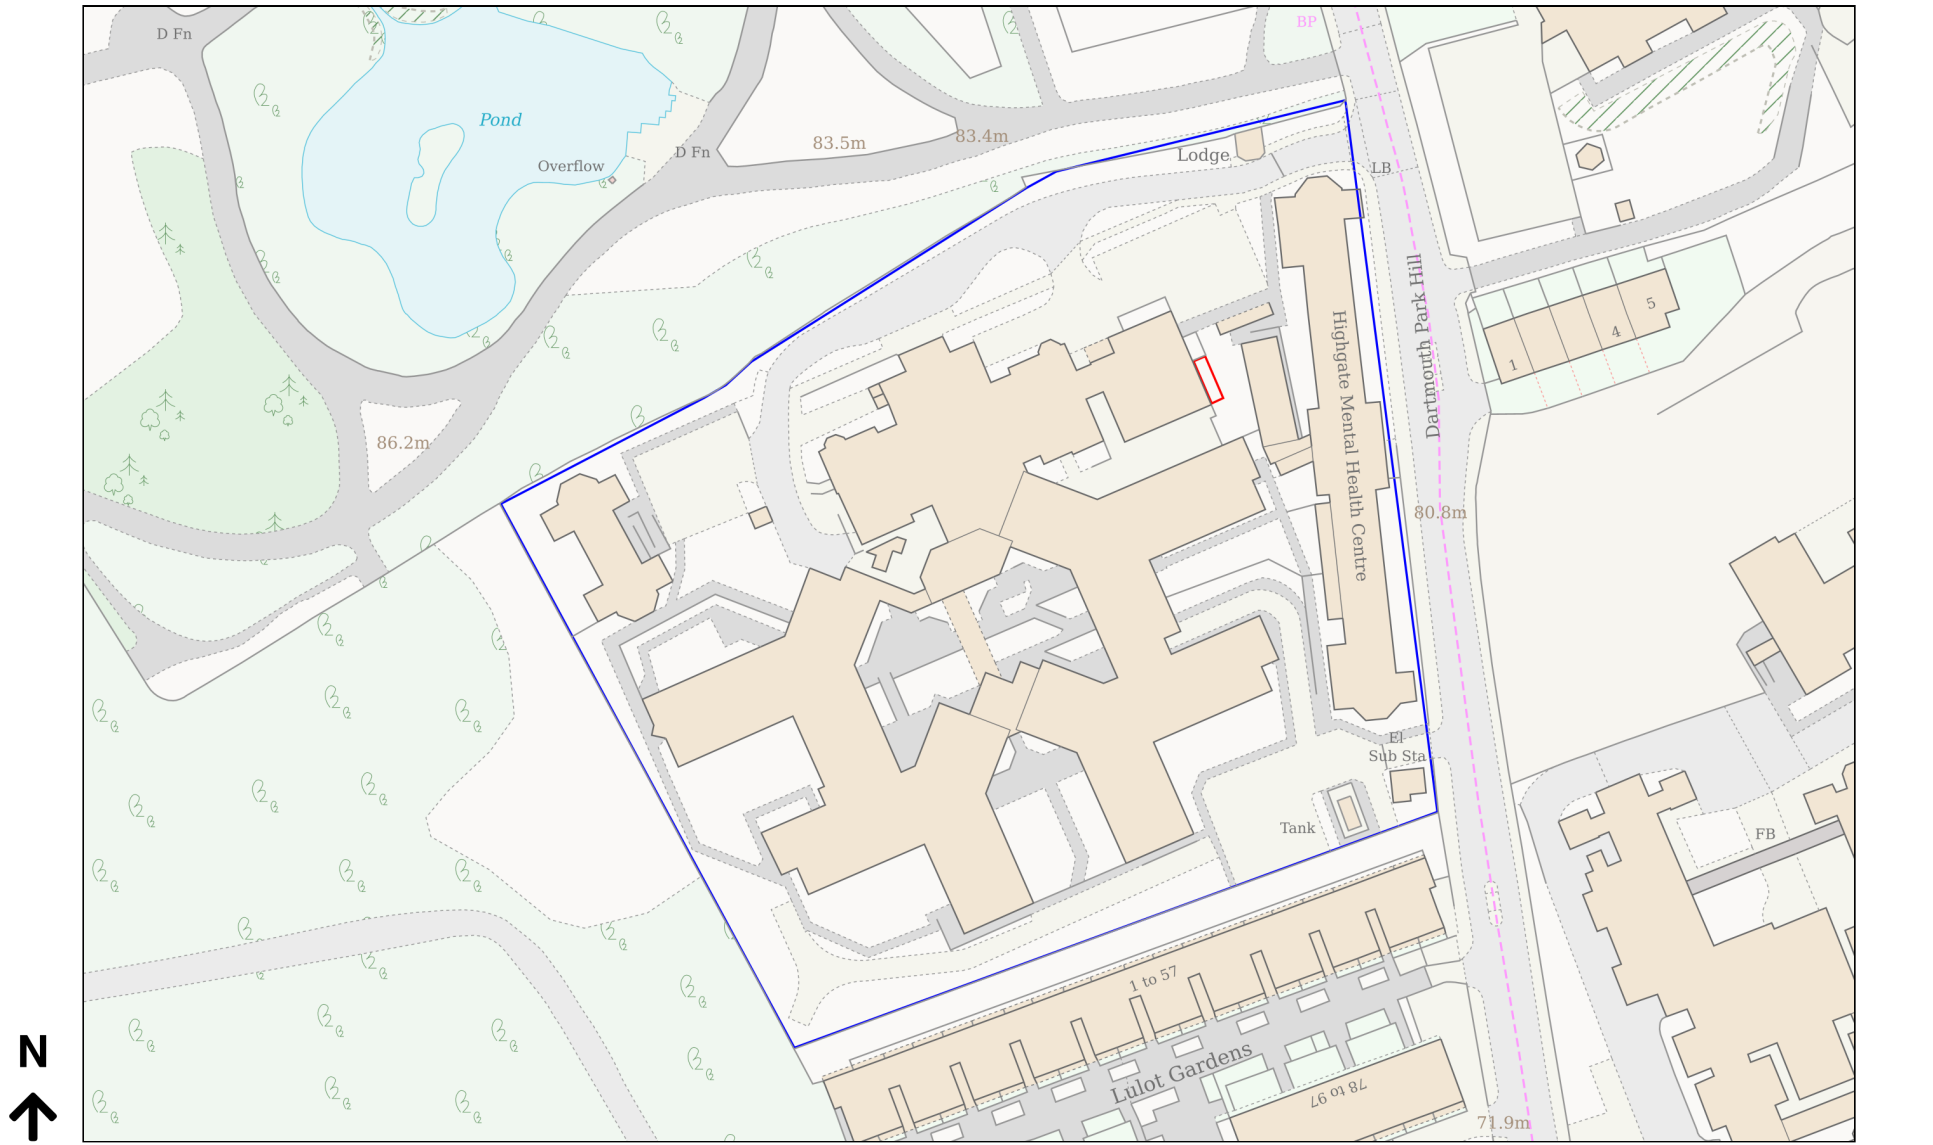 D Fn
BP
Pond
83.5m
83.4m
D Fn
Overflow
Lodge
LB
Dartmouth Park Hill
5
4
1
Highgate Mental Health Centre
86.2m
80.8m
El
Sub Sta
Tank
FB
1 to 57
Lulot Gardens
78 to 97
71.9m
N